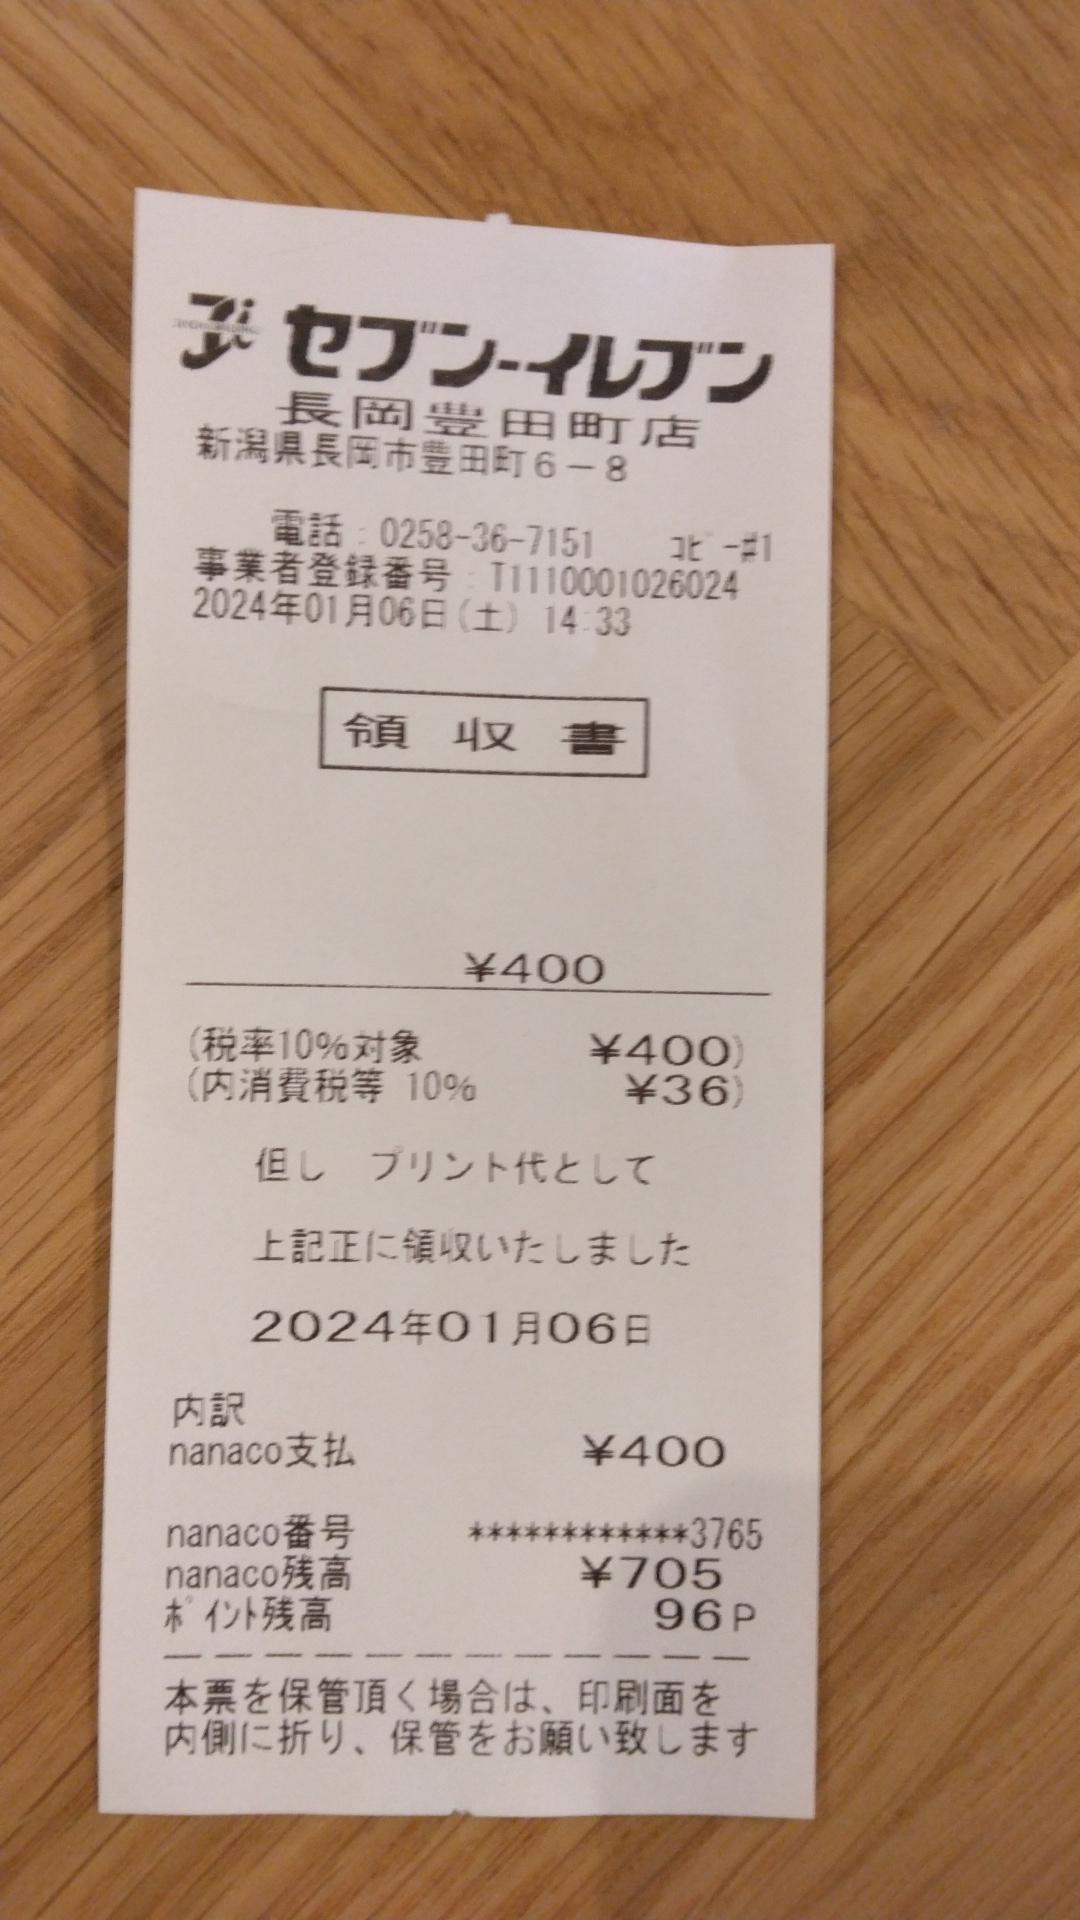 セブン-イレブン
長岡豊田町店
新潟県長岡市豊田町6-8
電話:0258-36-7151 ｺﾋﾟｰ#1
事業者登録番号:T1110001026024
2024年01月06日(土) 14:33
領収書
¥400
(税率10%対象 ¥400)
(内消費税等 10% ¥36)
但し プリント代として
上記正に領収いたしました
2024年01月06日
内訳
nanaco支払 ¥400
nanaco番号 ************3765
nanaco残高 ¥705
ﾎﾟｲﾝﾄ残高 96P
本票を保管頂く場合は、印刷面を
内側に折り、保管をお願い致します